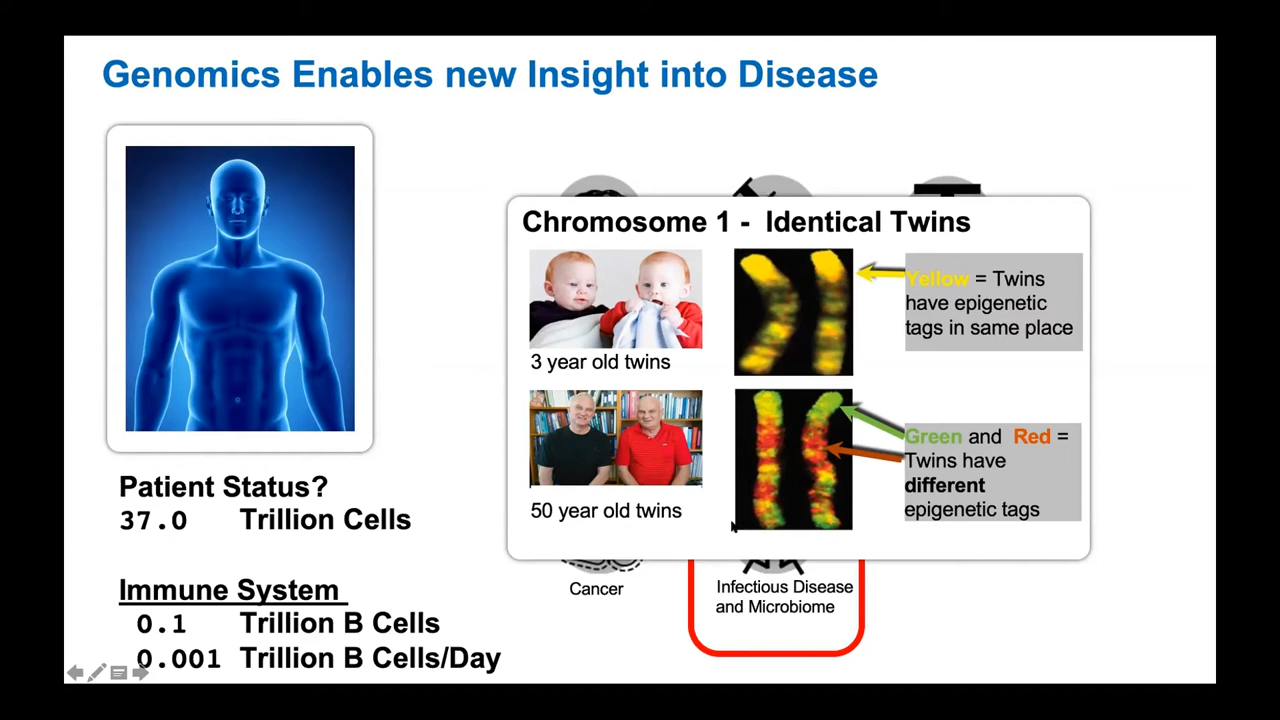 Genomics Enables new Insight into Disease
Chromosome 1 -  Identical Twins
3 year old twins
Yellow = Twins
have epigenetic
tags in same place
50 year old twins
Green and Red =
Twins have
different
epigenetic tags
Patient Status?
37.0 Trillion Cells
Immune System
0.1 Trillion B Cells
0.001 Trillion B Cells/Day
Cancer
Infectious Disease
and Microbiome